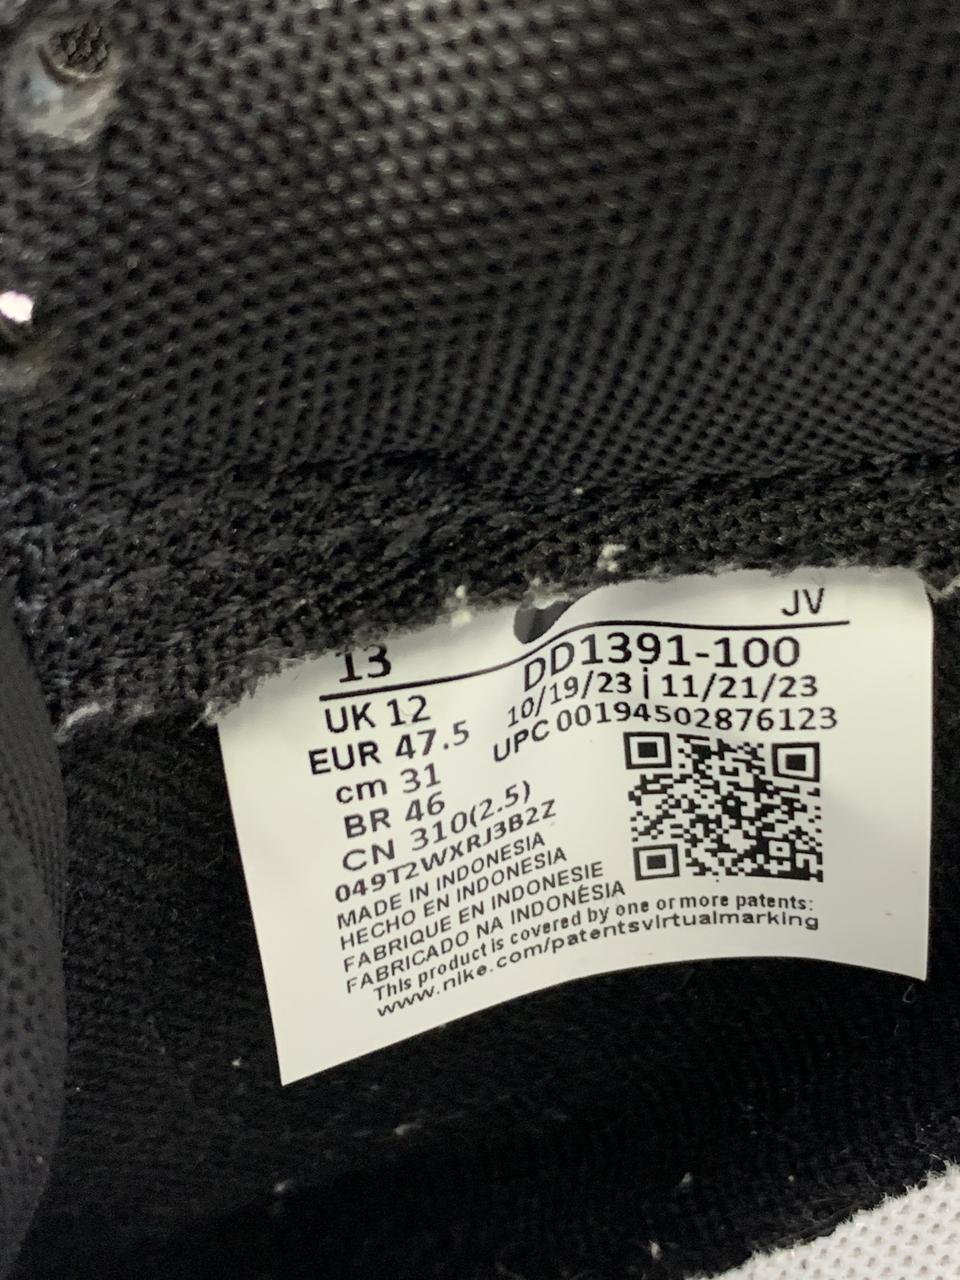 JV
13
DD1391-100
UK 12
10/19/23 | 11/21/23
EUR 47.5
UPC 00194502876123
cm 31
BR 46
CN 310(2.5)
049T2WXRJ3B2Z
MADE IN INDONESIA
HECHO EN INDONESIA
FABRIQUE EN INDONESIE
FABRICADO NA INDONÉSIA
This product is covered by one or more patents:
www.nike.com/patentsvirtualmarking